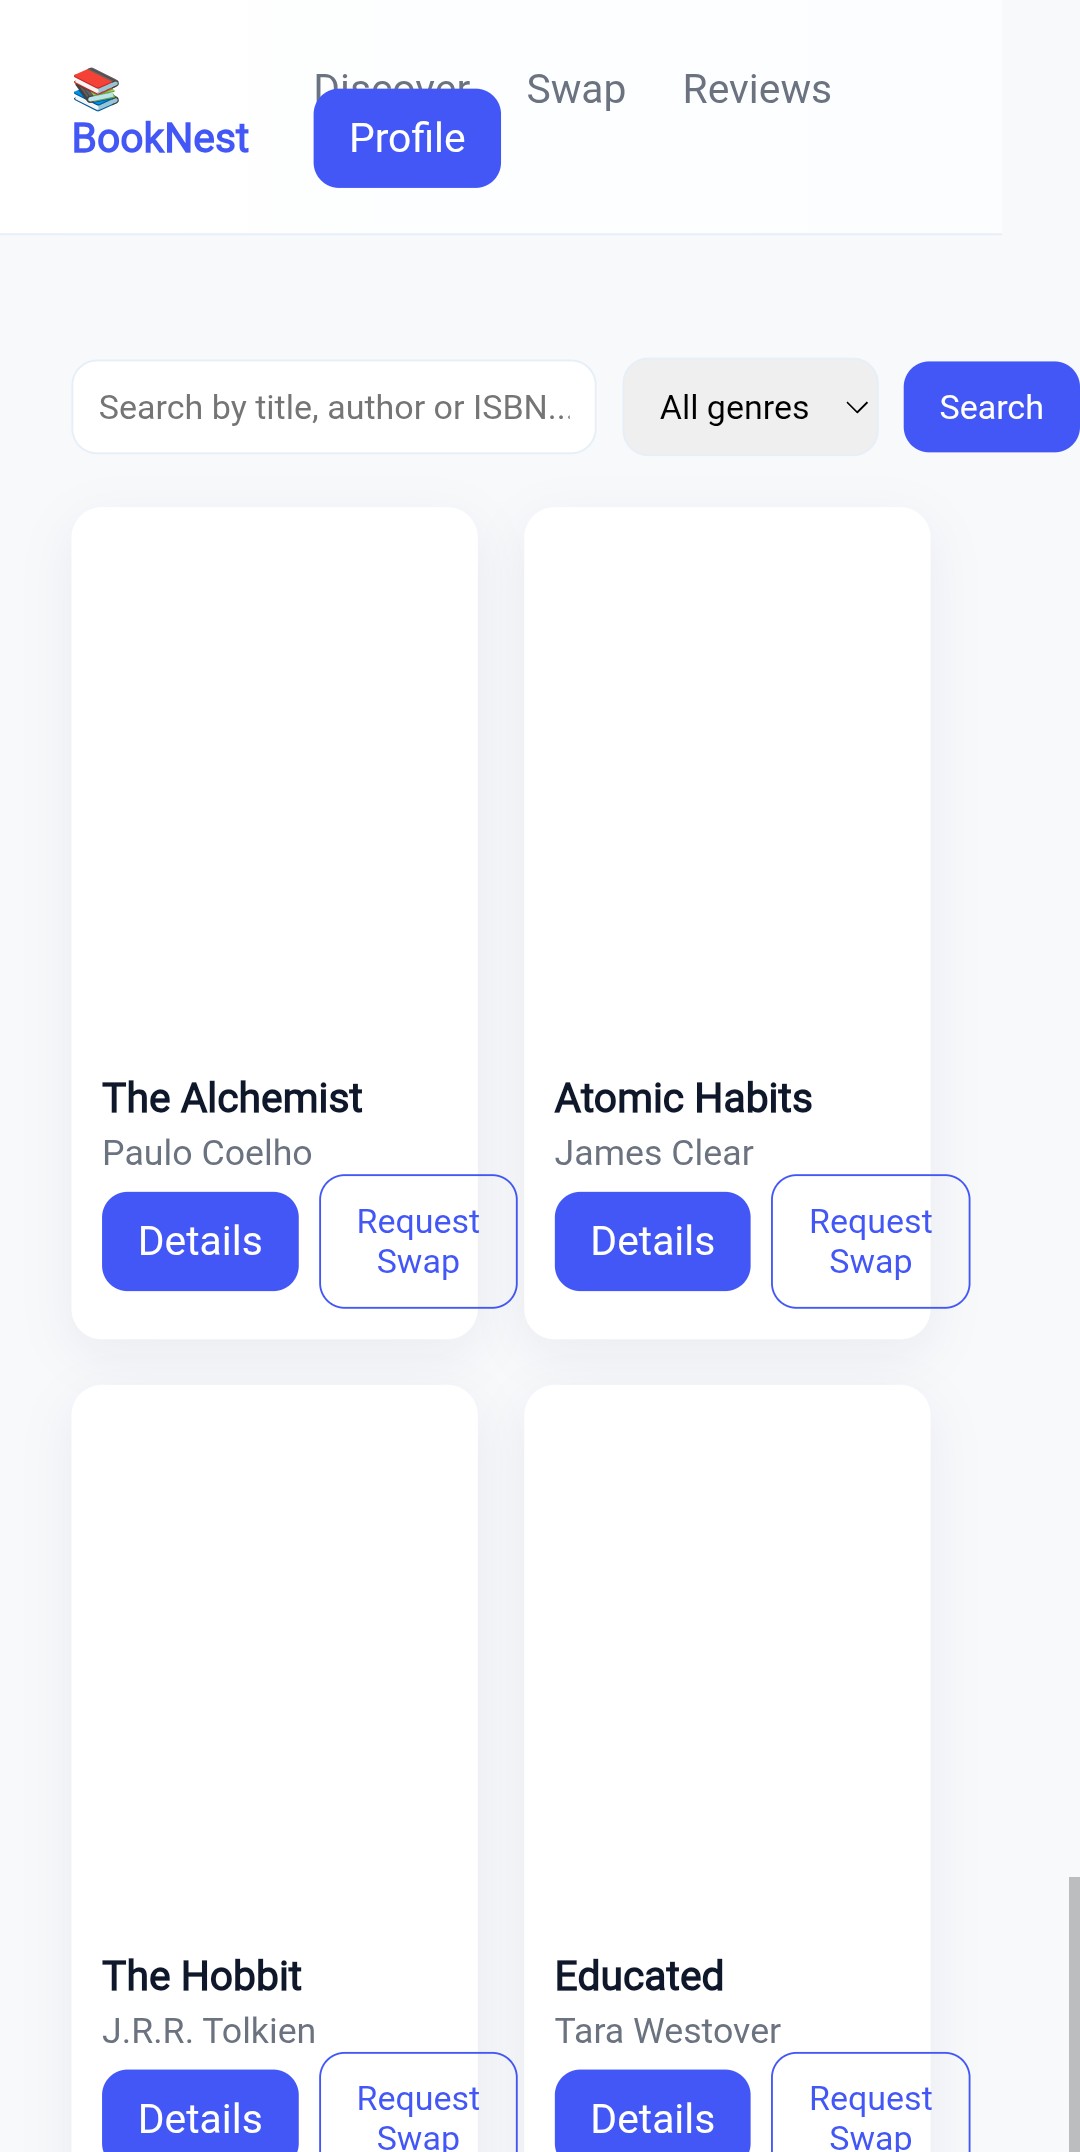 Discover Swap Reviews
BookNest
Profile
Search by title, author or ISBN...
All genres
Search
The Alchemist
Paulo Coelho
Details
Request
Swap
Atomic Habits
James Clear
Details
Request
Swap
The Hobbit
J.R.R. Tolkien
Details
Request
Swap
Educated
Tara Westover
Details
Request
Swap